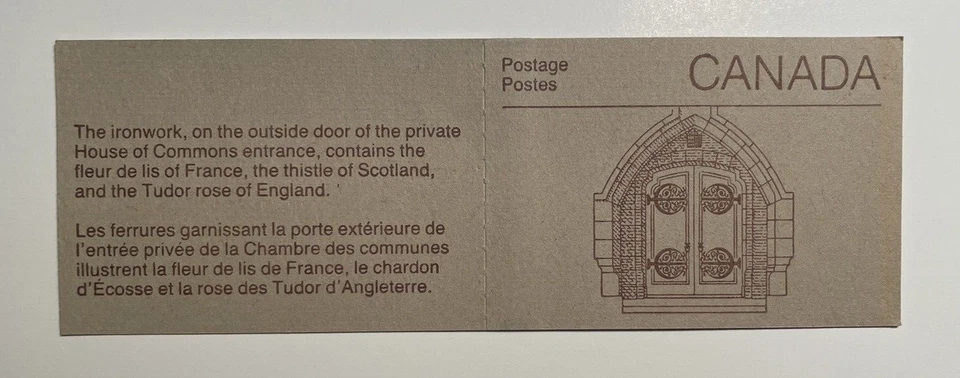 The ironwork, on the outside door of the private
House of Commons entrance, contains the
fleur de lis of France, the thistle of Scotland,
and the Tudor rose of England.
Les ferrures garnissant la porte extérieure de
l'entrée privée de la Chambre des communes
illustrent la fleur de lis de France, le chardon
d'Écosse et la rose des Tudor d'Angleterre.
Postage
Postes
CANADA